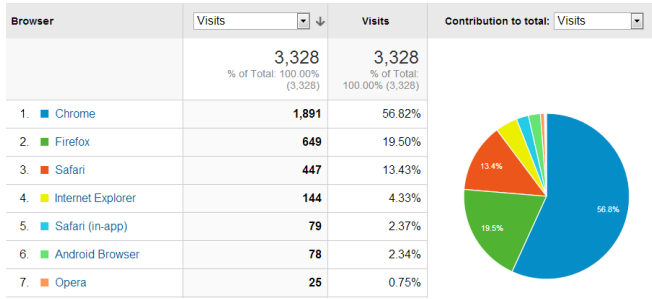 Browser Visits Visits Contribution to total: Visits
3,328 3,328
% of Total: 100.00% % of Total:
(3,328) 100.00% (3,328)
1. Chrome 1,891 56.82%
2. Firefox 649 19.50%
3. Safari 447 13.43%
4. Internet Explorer 144 4.33%
5. Safari (in-app) 79 2.37%
6. Android Browser 78 2.34%
7. Opera 25 0.75%
13.4%
56.8%
19.5%